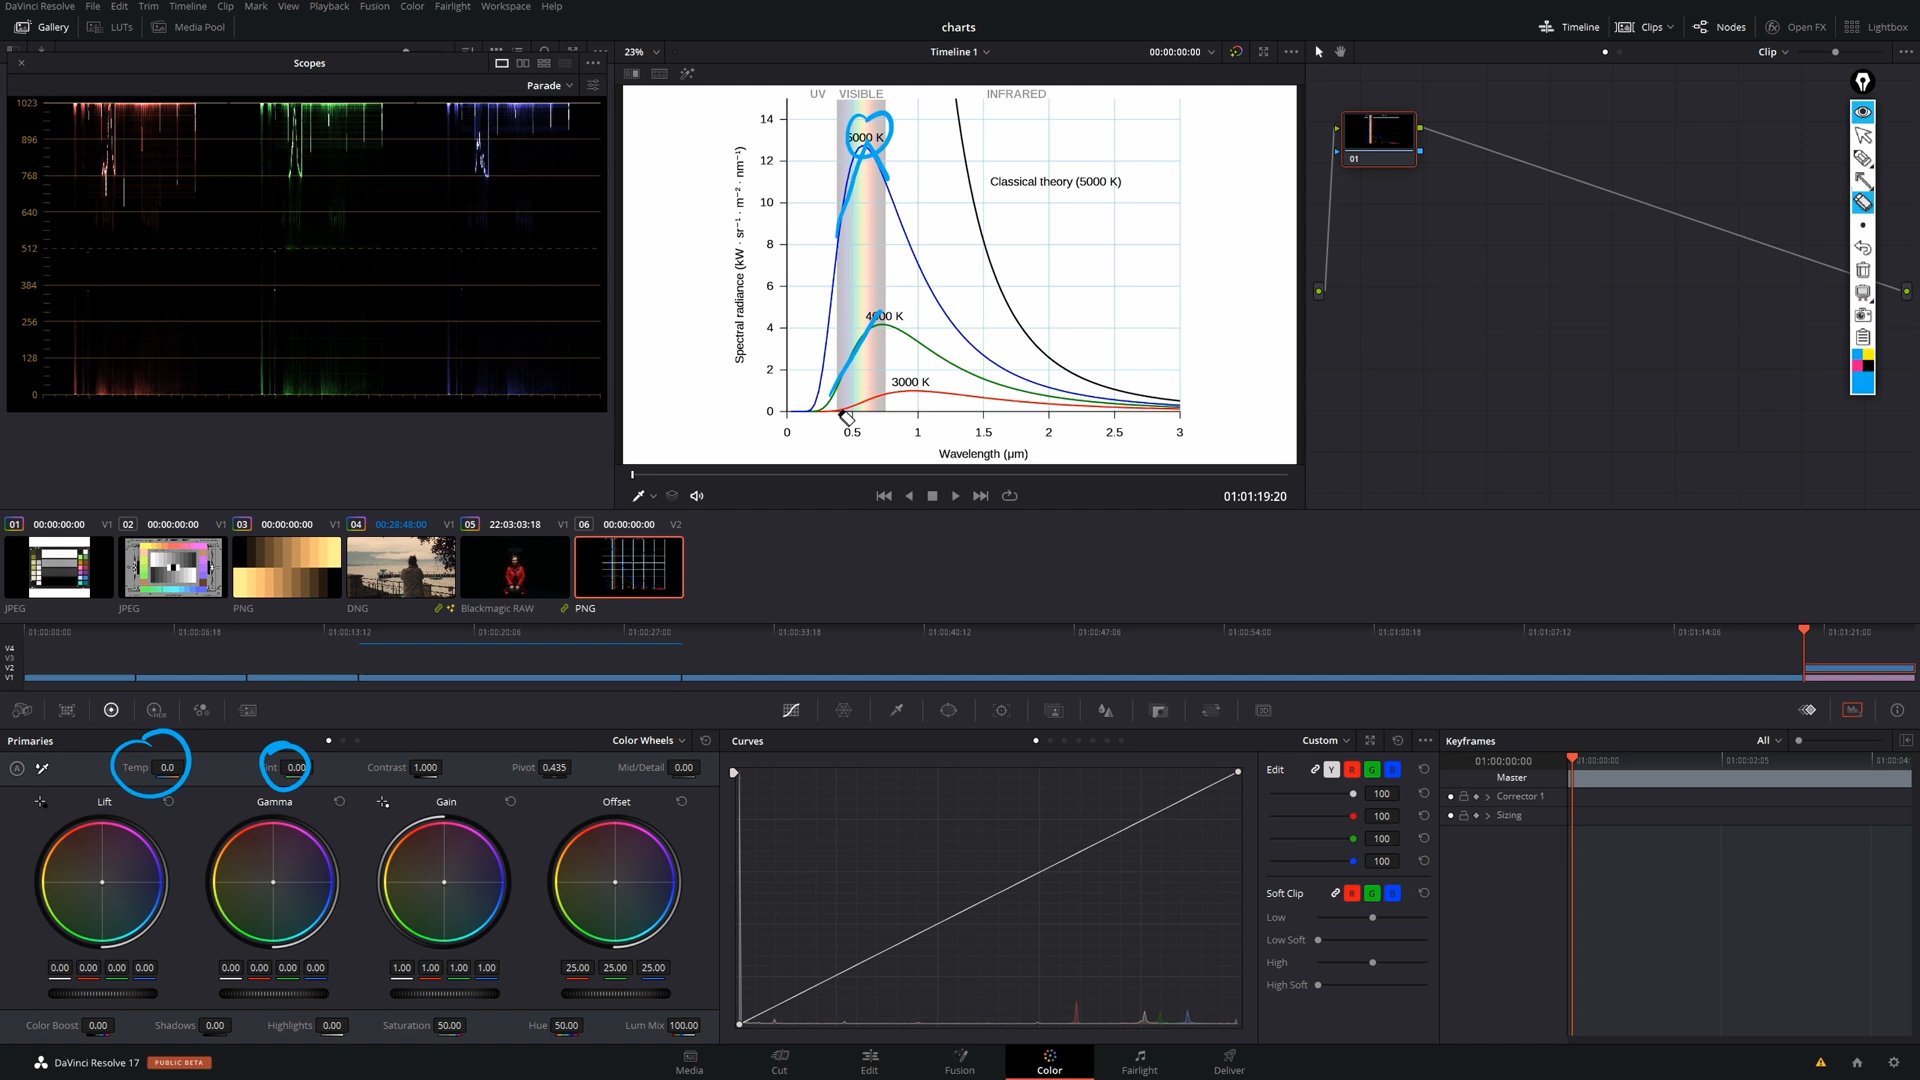 DaVinci Resolve File Edit Trim Timeline Clip Mark View Playback Fusion Color Fairlight Workspace Help
Gallery LUTs Media Pool charts Timeline Clips Nodes Open FX Lightbox
Scopes 23% Timeline 1 00:00:00:00 Clip
Parade
1023
896
768
640
512
384
256
128
0
UV VISIBLE INFRARED
14
12
10
8
6
4
2
0
5000 K
Classical theory (5000 K)
4000 K
3000 K
Spectral radiance (kW · sr⁻¹ · m⁻² · nm⁻¹)
0 0.5 1 1.5 2 2.5 3
Wavelength (μm)
01
01:01:19:20
01 00:00:00:00 V1 02 00:00:00:00 V1 03 00:00:00:00 V1 04 00:28:48:00 V1 05 22:03:03:18 V1 06 00:00:00:00 V2
JPEG JPEG PNG DNG Blackmagic RAW PNG
01:00:00:00 01:00:06:18 01:00:13:12 01:00:20:06 01:00:27:00 01:00:33:18 01:00:40:12 01:00:47:06 01:00:54:00 01:01:00:18 01:01:07:12 01:01:14:06 01:01:21:00
V4
V3
V2
V1
HDR 3D
Primaries Color Wheels Curves Custom Keyframes All
Temp 0.0 0.00 Contrast 1.000 Pivot 0.435 Mid/Detail 0.00
Lift Gamma Gain Offset
0.00 0.00 0.00 0.00 0.00 0.00 0.00 0.00 1.00 1.00 1.00 1.00 25.00 25.00 25.00
Color Boost 0.00 Shadows 0.00 Highlights 0.00 Saturation 50.00 Hue 50.00 Lum Mix 100.00
Edit Y R G B
100
100
100
100
Soft Clip R G B
Low
Low Soft
High
High Soft
01:00:00:00 01:00:00:00 01:00:02:05 01:00:04:
Master
Corrector 1
Sizing
DaVinci Resolve 17 PUBLIC BETA
Media Cut Edit Fusion Color Fairlight Deliver